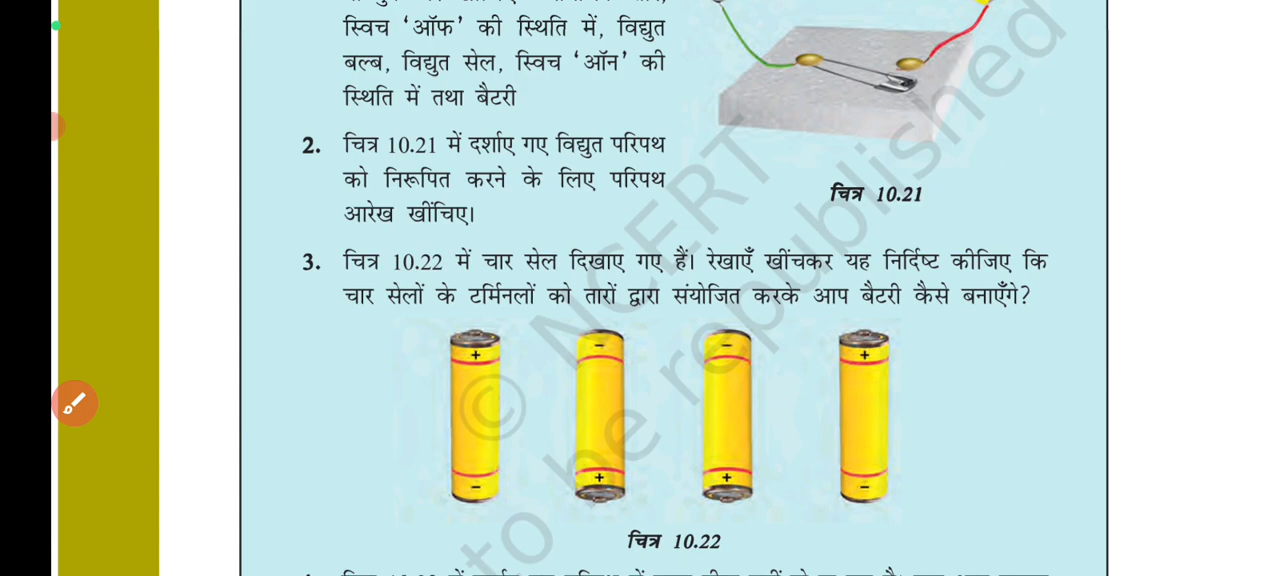 स्विच ‘ऑफ’ की स्थिति में, विद्युत
बल्ब, विद्युत सेल, स्विच ‘ऑन’ की
स्थिति में तथा बैटरी
2. चित्र 10.21 में दर्शाए गए विद्युत परिपथ
को निरूपित करने के लिए परिपथ
आरेख खींचिए।
चित्र 10.21
3. चित्र 10.22 में चार सेल दिखाए गए हैं। रेखाएँ खींचकर यह निर्दिष्ट कीजिए कि
चार सेलों के टर्मिनलों को तारों द्वारा संयोजित करके आप बैटरी कैसे बनाएँगे?
+ − − +
− + + −
चित्र 10.22
© NCERT
to be republished